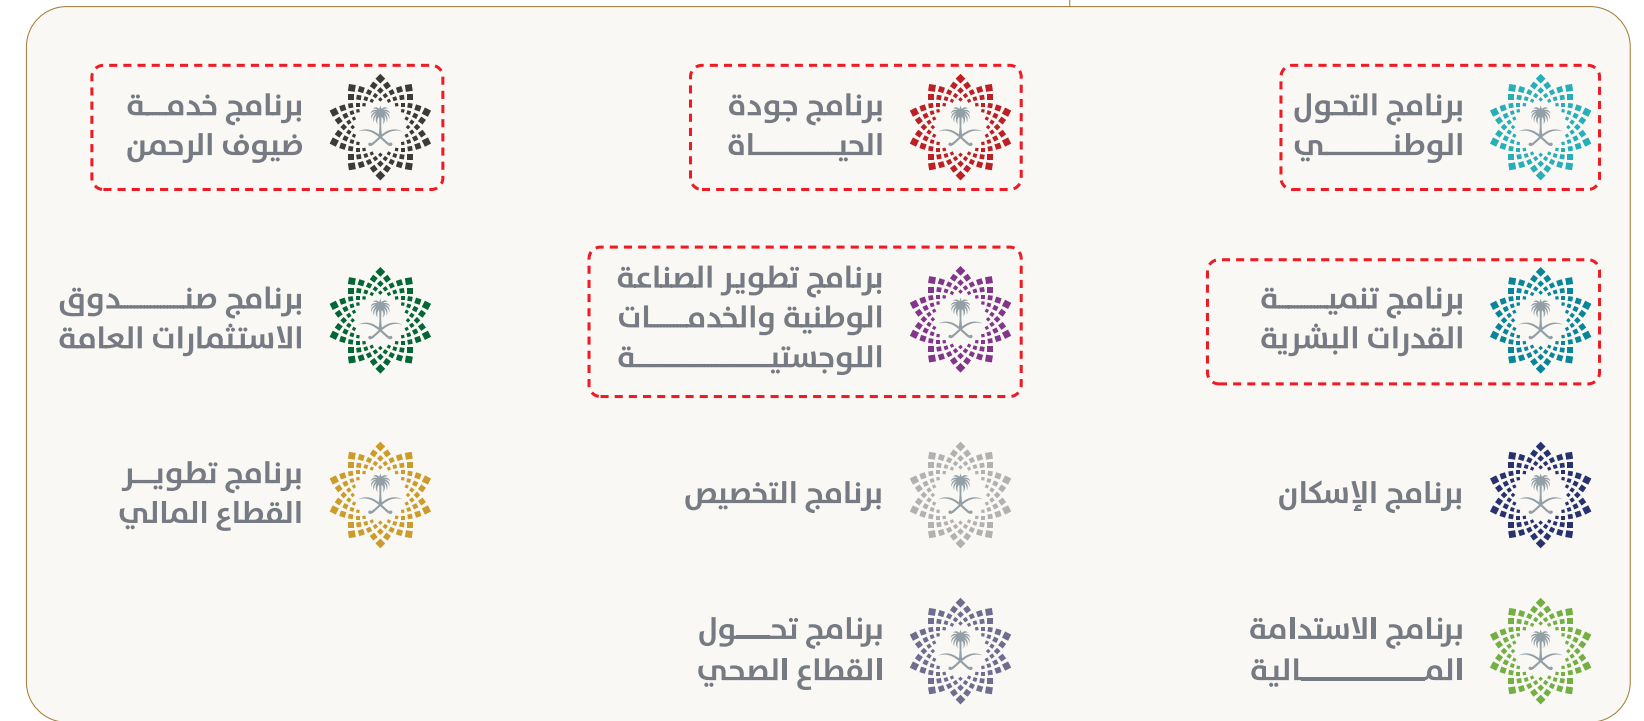 برنامج التحول
الوطني
برنامج جودة
الحياة
برنامج خدمة
ضيوف الرحمن
برنامج تنمية
القدرات البشرية
برنامج تطوير الصناعة
الوطنية والخدمات
اللوجستية
برنامج صندوق
الاستثمارات العامة
برنامج الإسكان
برنامج التخصيص
برنامج تطوير
القطاع المالي
برنامج الاستدامة
المالية
برنامج تحول
القطاع الصحي